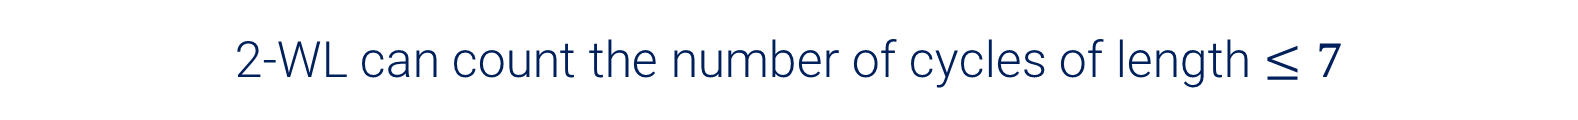 2-WL can count the number of cycles of length ≤ 7